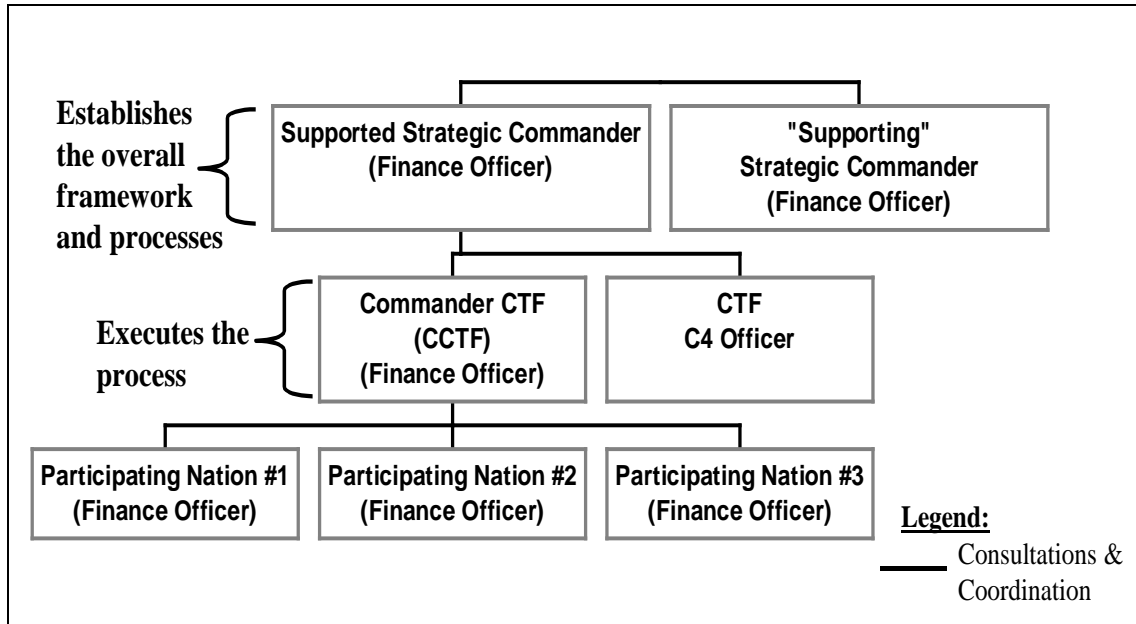 Establishes
the overall
framework
and processes
Supported Strategic Commander
(Finance Officer)
"Supporting"
Strategic Commander
(Finance Officer)
Executes the
process
Commander CTF
(CCTF)
(Finance Officer)
CTF
C4 Officer
Participating Nation #1
(Finance Officer)
Participating Nation #2
(Finance Officer)
Participating Nation #3
(Finance Officer)
Legend:
Consultations &
Coordination